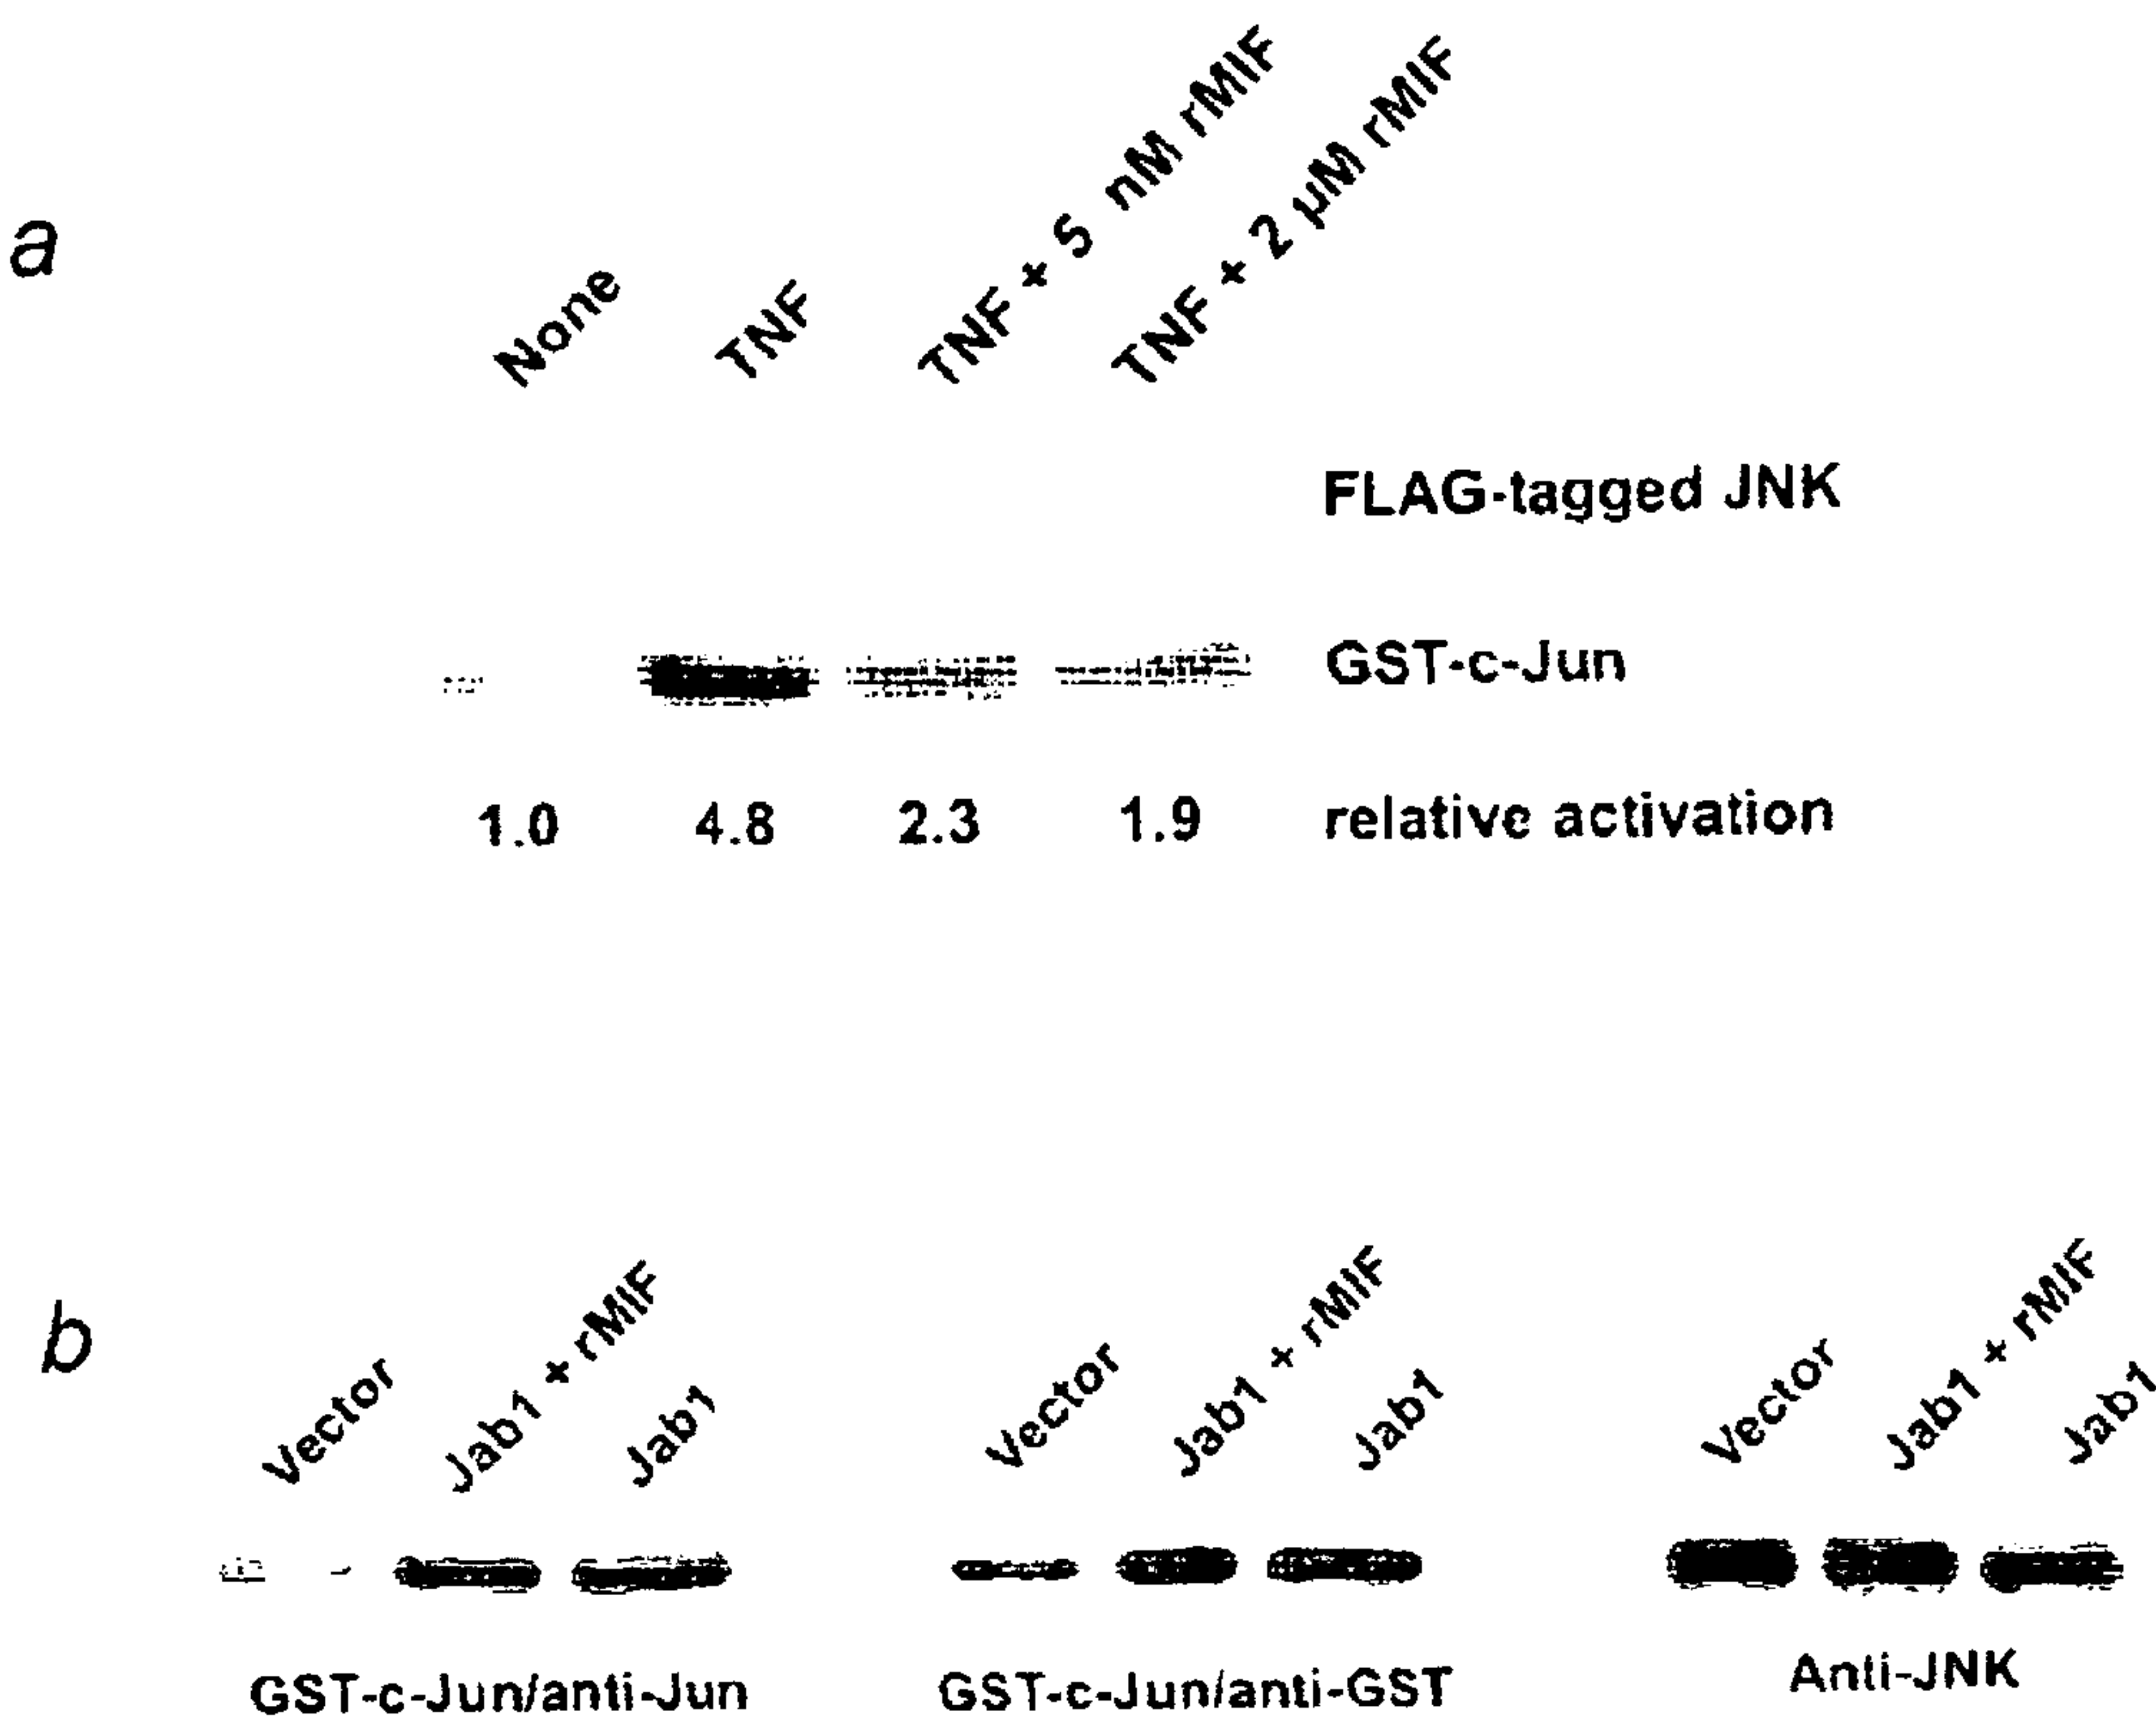 a
None TNF TNF + 5 nM rMIF TNF + 2 µM rMIF
FLAG-tagged JNK
GST-c-Jun
1.0 4.8 2.3 1.9 relative activation
b
Vector Jab1 + rMIF Jab1 Vector Jab1 + rMIF Jab1 Vector Jab1 + rMIF Jab1
GST-c-Jun/anti-Jun GST-c-Jun/anti-GST Anti-JNK